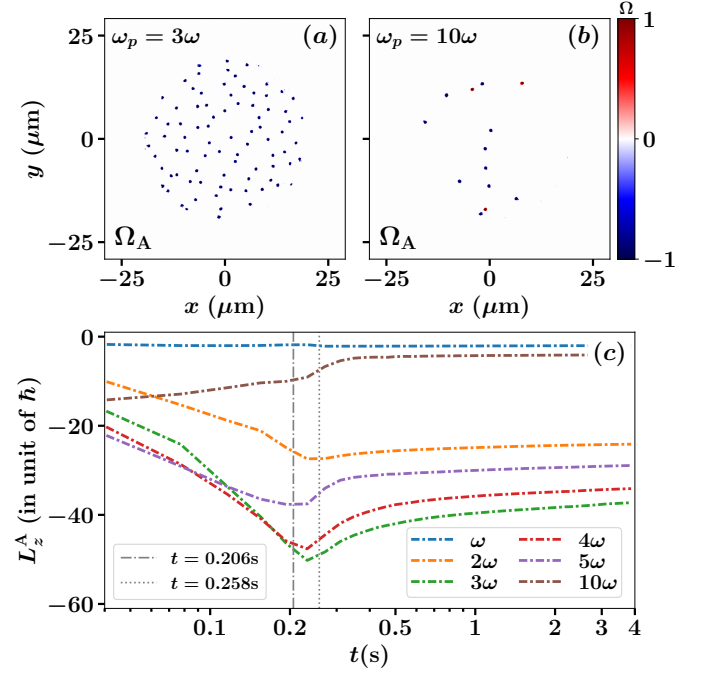 ω_p = 3ω (a)
ω_p = 10ω (b)
Ω
25
0
−25
y (μm)
Ω_A
Ω_A
1
0
−1
−25 0 25
−25 0 25
x (μm)
x (μm)
(c)
0
−20
−40
−60
L_z^A (in unit of ℏ)
t = 0.206s
t = 0.258s
ω
2ω
3ω
4ω
5ω
10ω
0.1 0.2 0.5 1 2 3 4
t(s)